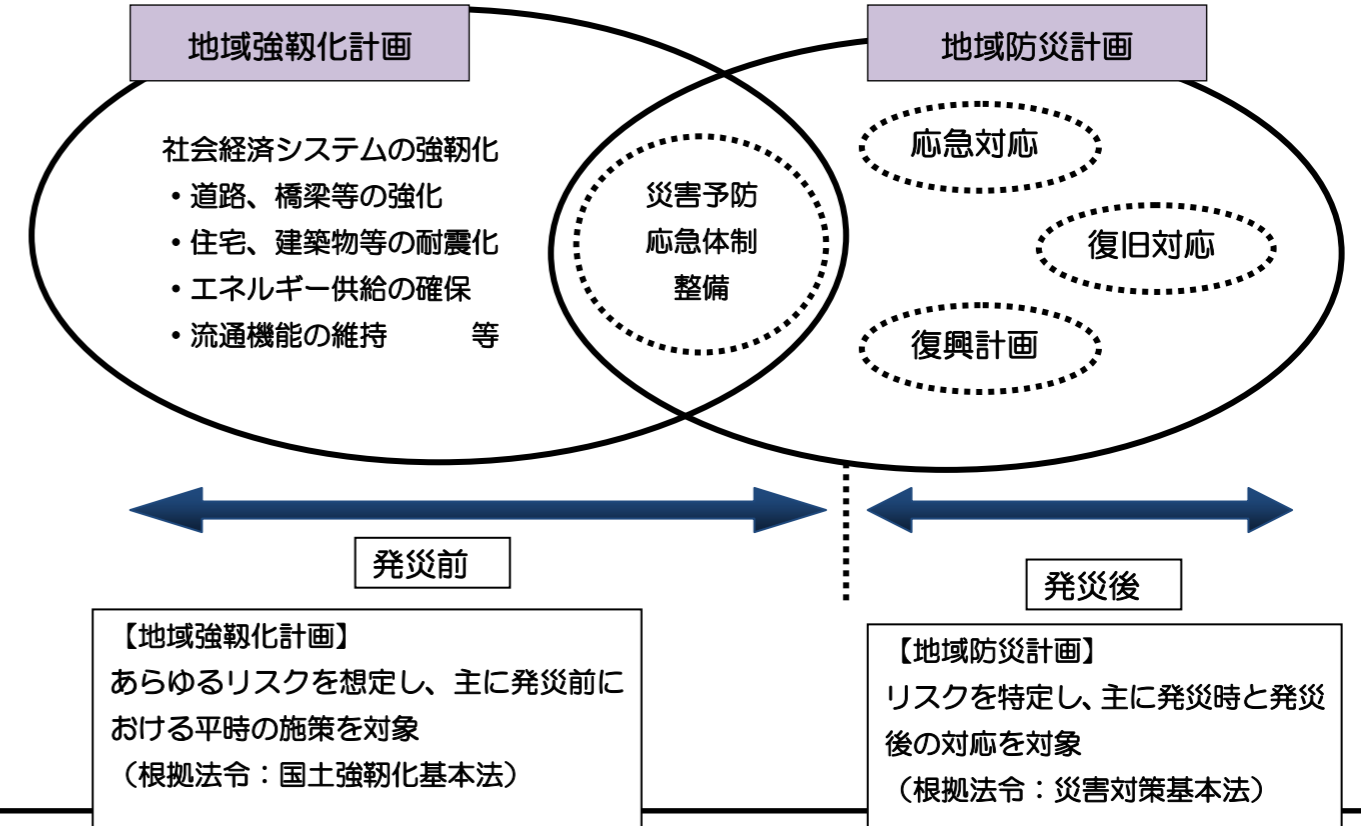 地域強靱化計画
地域防災計画
社会経済システムの強靭化
・道路、橋梁等の強化
・住宅、建築物等の耐震化
・エネルギー供給の確保
・流通機能の維持　　　等
災害予防
応急体制
整備
応急対応
復旧対応
復興計画
発災前
発災後
【地域強靱化計画】
あらゆるリスクを想定し、主に発災前に
おける平時の施策を対象
（根拠法令：国土強靱化基本法）
【地域防災計画】
リスクを特定し、主に発災時と発災
後の対応を対象
（根拠法令：災害対策基本法）